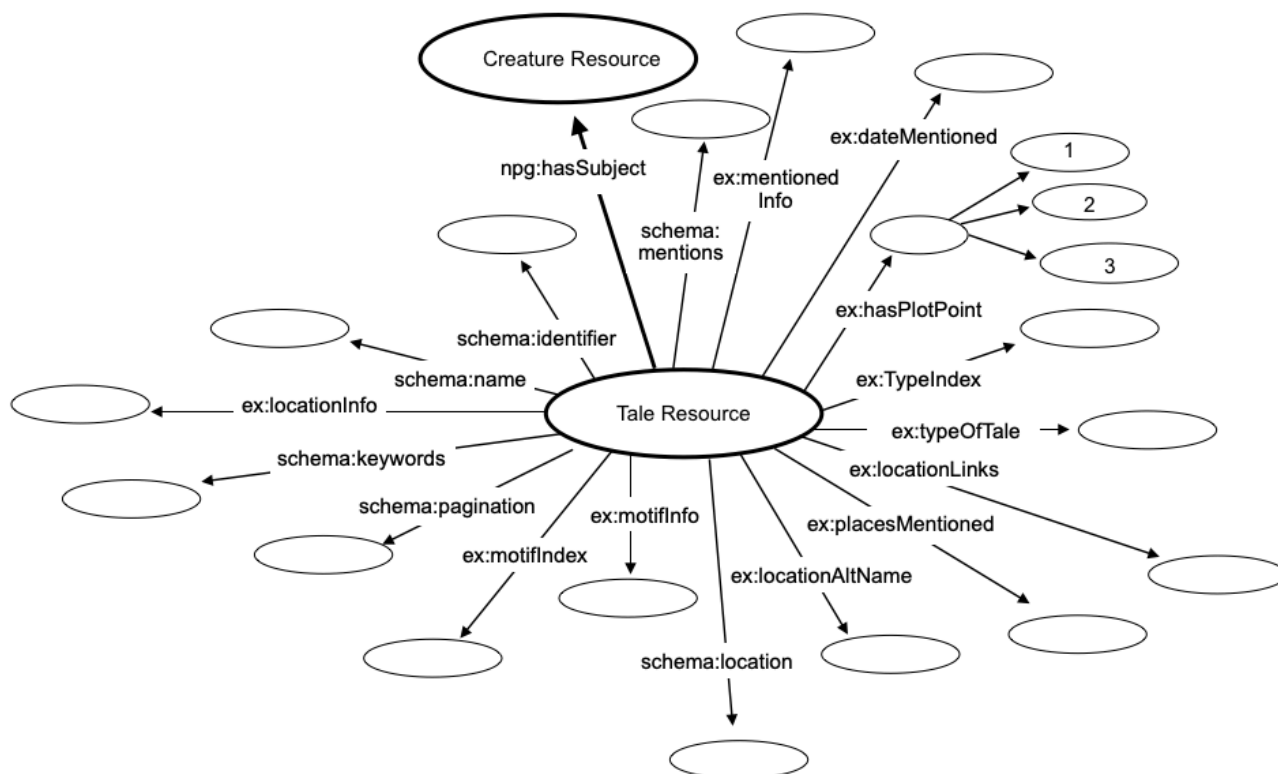 Creature Resource
ex:dateMentioned
1
npg:hasSubject
ex:mentioned
Info
2
schema:
mentions
3
ex:hasPlotPoint
schema:identifier
schema:name
ex:TypeIndex
ex:locationInfo
Tale Resource
ex:typeOfTale
schema:keywords
ex:locationLinks
schema:pagination
ex:motifInfo
ex:placesMentioned
ex:motifIndex
ex:locationAltName
schema:location